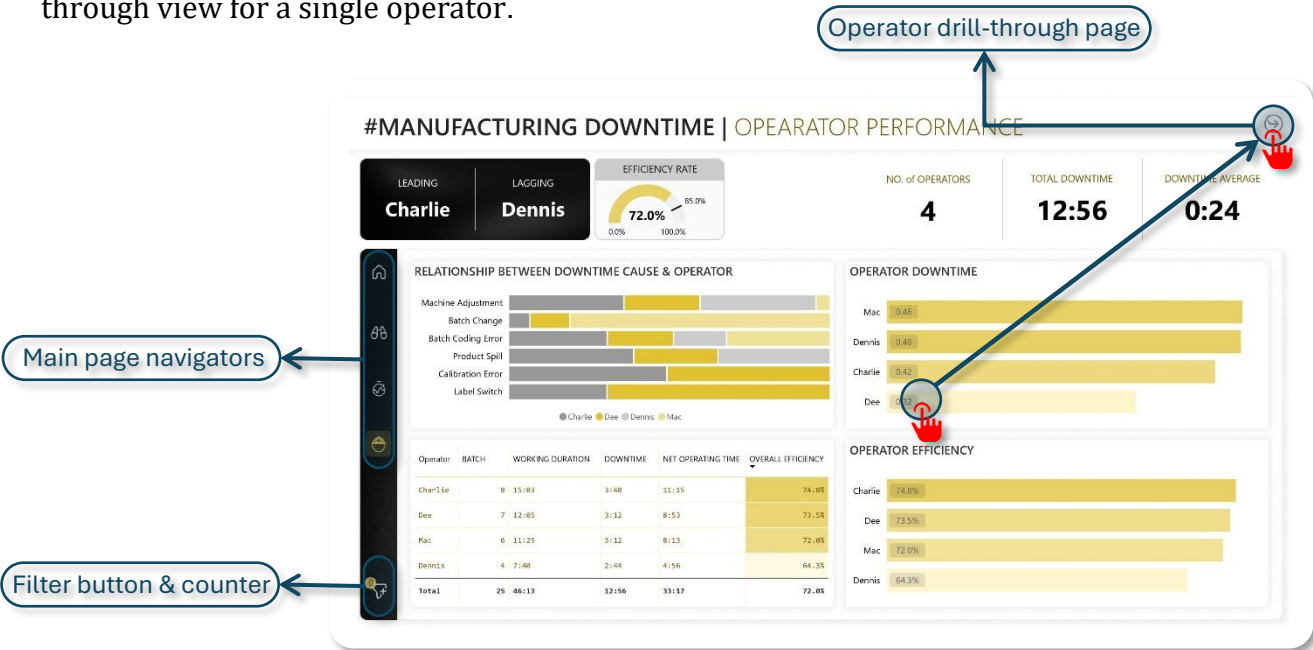 through view for a single operator.
Operator drill-through page
#MANUFACTURING DOWNTIME | OPEARATOR PERFORMANCE
LEADING
Charlie
LAGGING
Dennis
EFFICIENCY RATE
85.0%
72.0%
0.0%
100.0%
NO. of OPERATORS
4
TOTAL DOWNTIME
12:56
DOWNTIME AVERAGE
0:24
Main page navigators
Filter button & counter
0
RELATIONSHIP BETWEEN DOWNTIME CAUSE & OPERATOR
Machine Adjustment
Batch Change
Batch Coding Error
Product Spill
Calibration Error
Label Switch
Charlie Dee Dennis Mac
OPERATOR DOWNTIME
Mac 0.46
Dennis 0.46
Charlie 0.42
Dee 0.32
Operator BATCH WORKING DURATION DOWNTIME NET OPERATING TIME OVERALL EFFICIENCY
Charlie 8 15:03 3:48 11:15 74.8%
Dee 7 12:05 3:12 8:53 73.5%
Mac 6 11:25 3:12 8:13 72.0%
Dennis 4 7:40 2:44 4:56 64.3%
Total 25 46:13 12:56 33:17 72.0%
OPERATOR EFFICIENCY
Charlie 74.8%
Dee 73.5%
Mac 72.0%
Dennis 64.3%